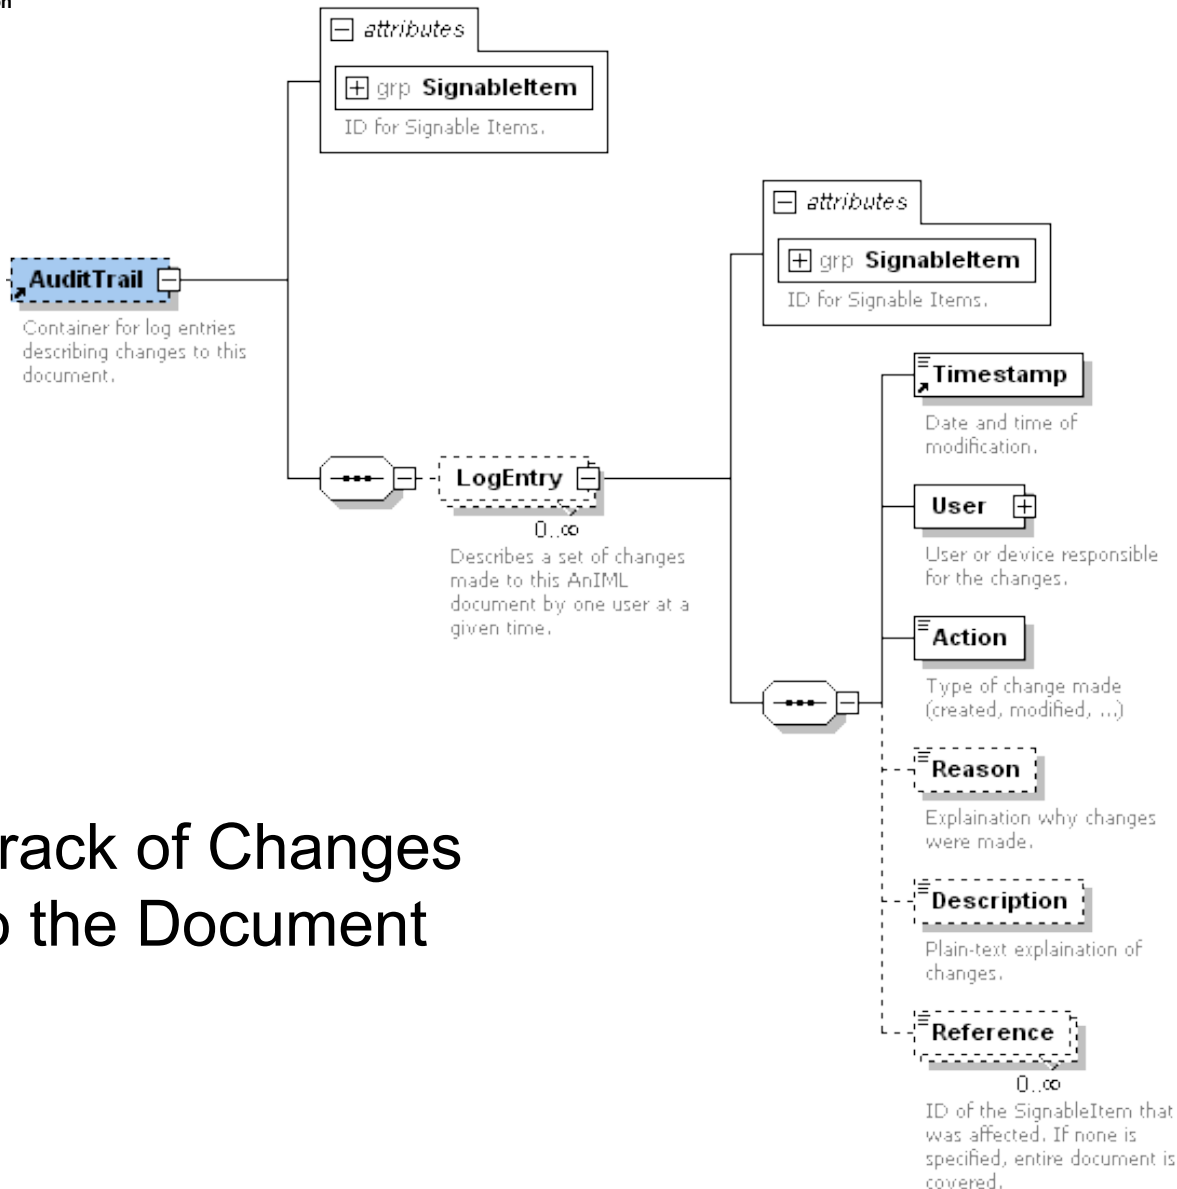 attributes
grp SignableItem
ID for Signable Items.
attributes
grp SignableItem
ID for Signable Items.
AuditTrail
Container for log entries
describing changes to this
document.
LogEntry
0..∞
Describes a set of changes
made to this AnIML
document by one user at a
given time.
Timestamp
Date and time of
modification.
User
User or device responsible
for the changes.
Action
Type of change made
(created, modified, ...)
Reason
Explaination why changes
were made.
Description
Plain-text explaination of
changes.
Reference
0..∞
ID of the SignableItem that
was affected. If none is
specified, entire document is
covered.
rack of Changes
o the Document